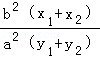 b² (x₁+x₂)
a² (y₁+y₂)